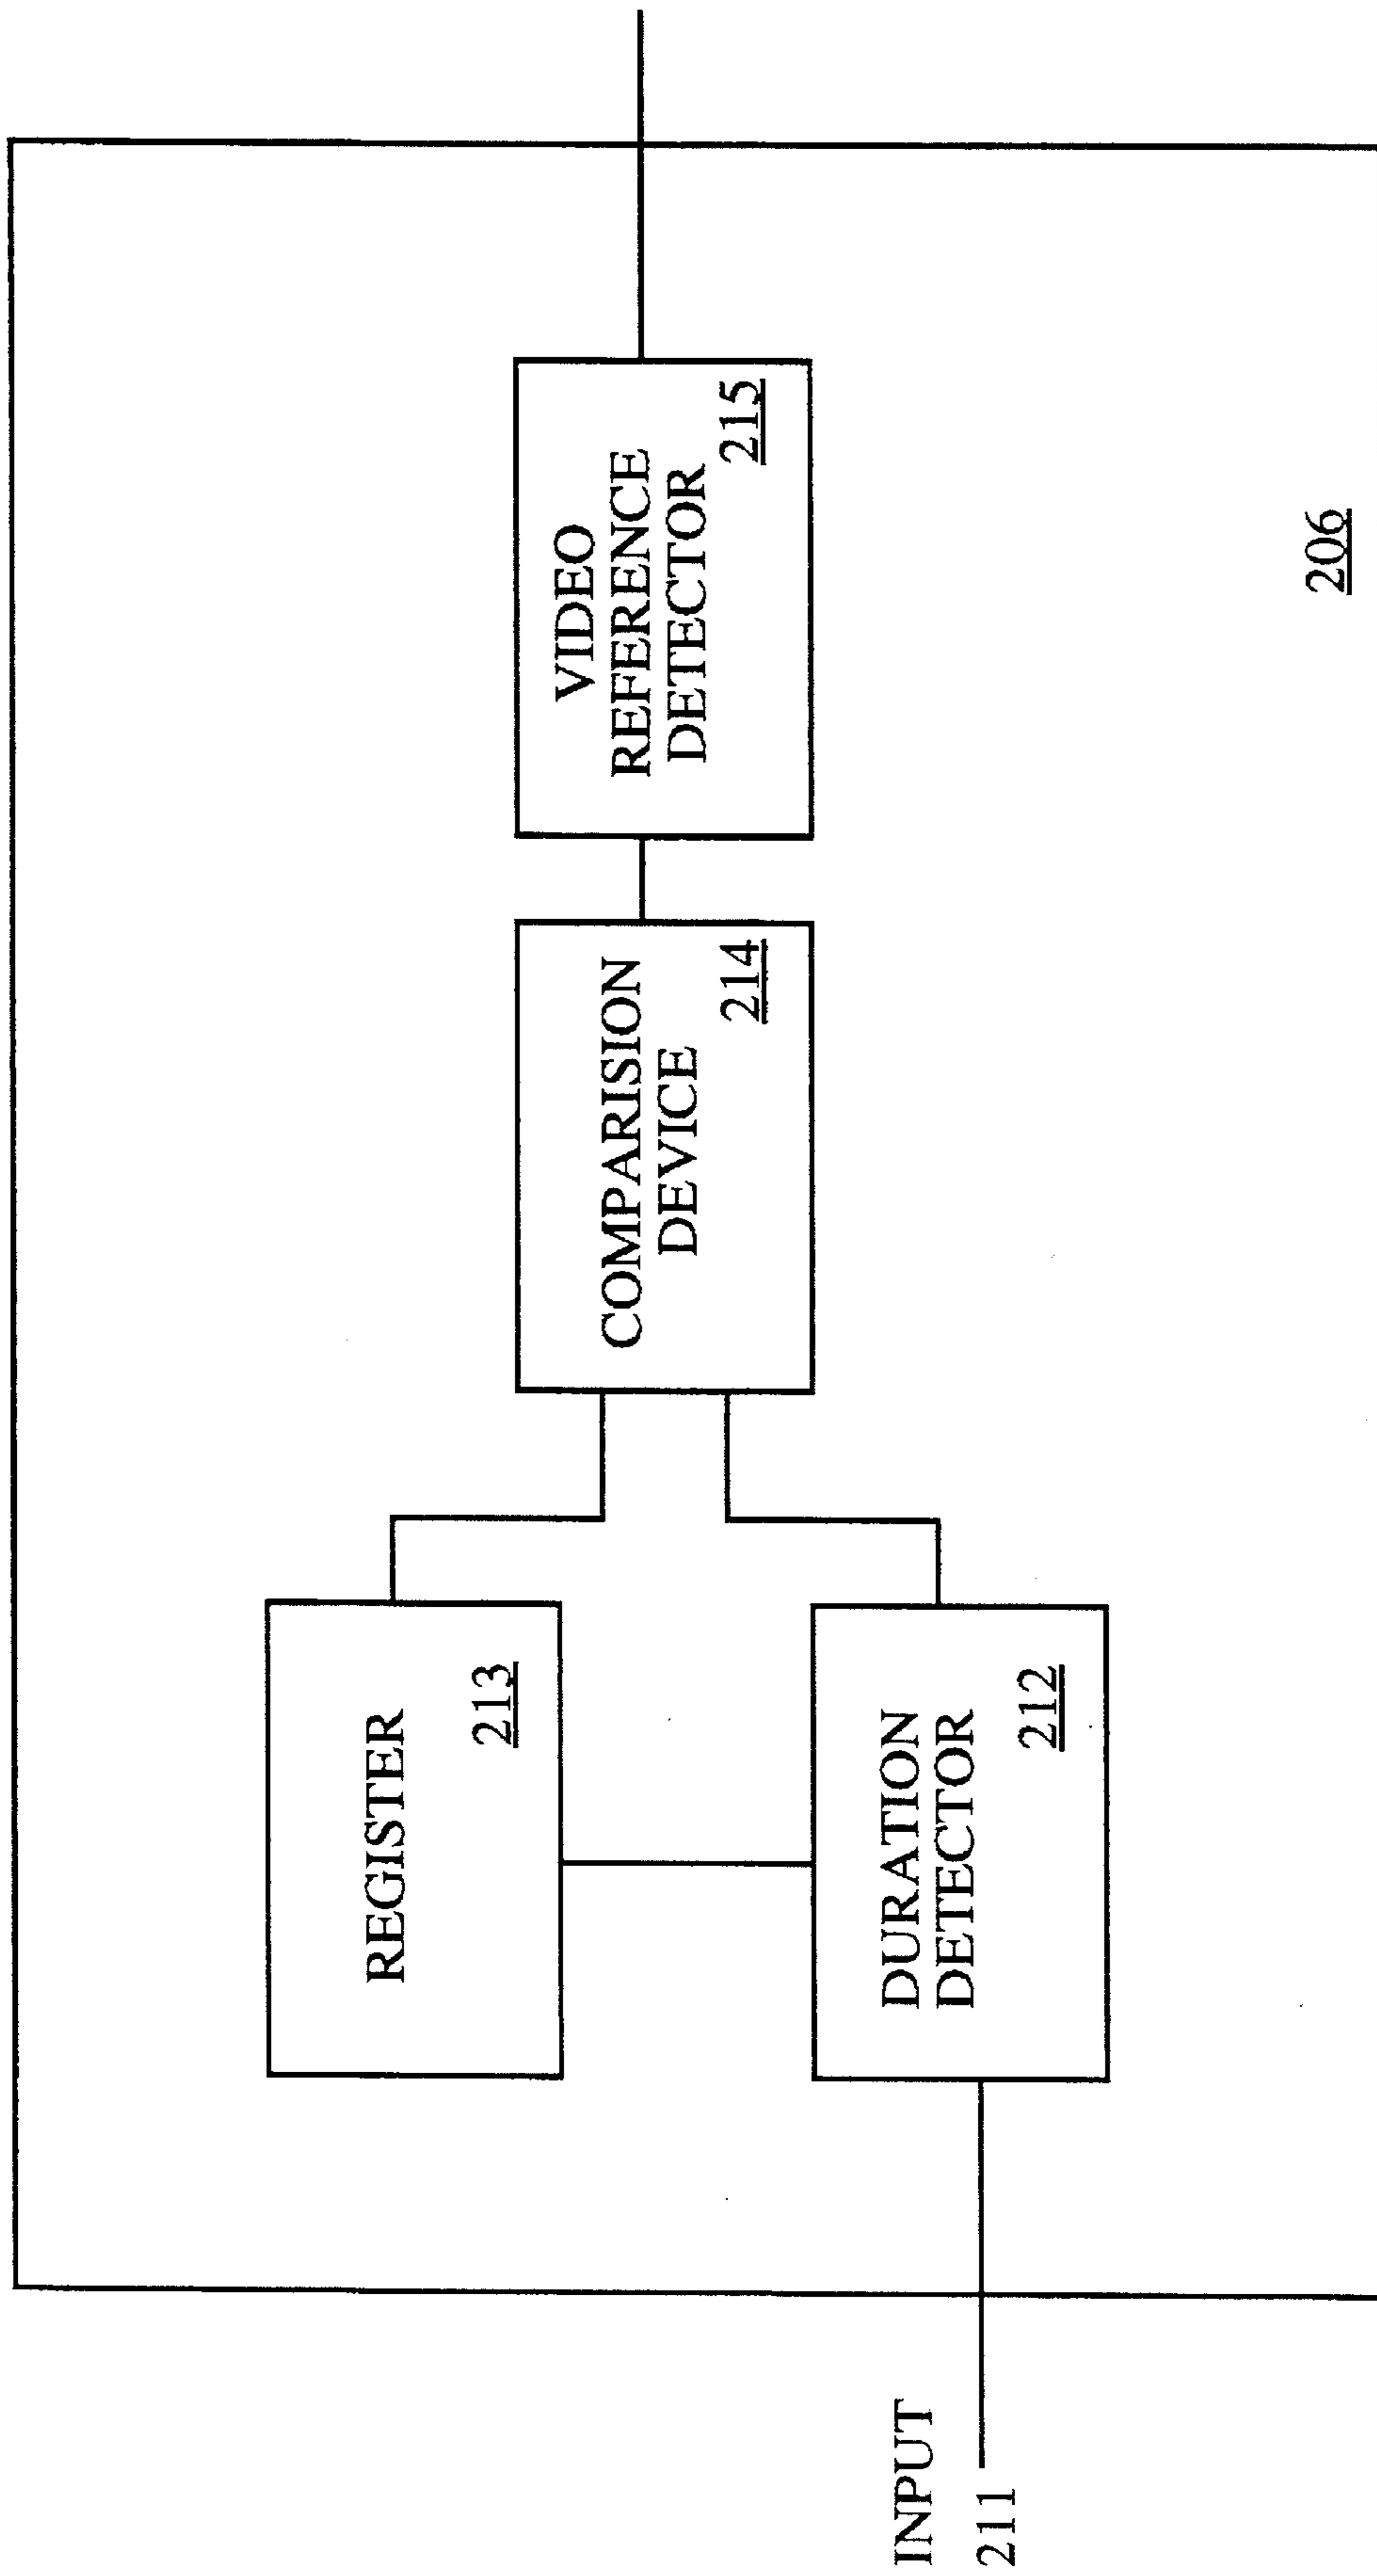 REGISTER
213
COMPARISION
DEVICE
214
VIDEO
REFERENCE
DETECTOR
215
INPUT
211
DURATION
DETECTOR
212
206